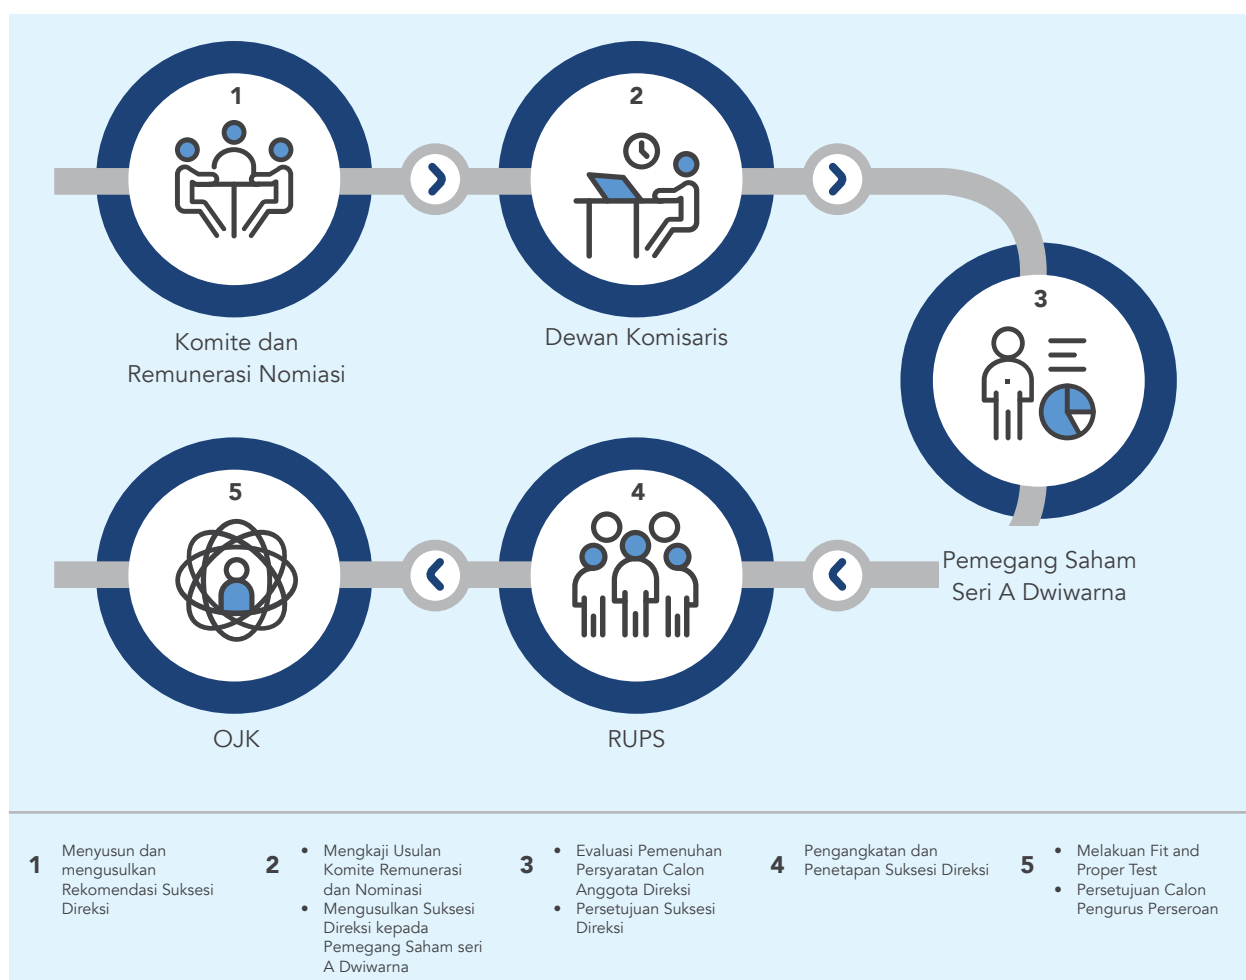 1
Komite dan
Remunerasi Nomiasi
2
Dewan Komisaris
3
Pemegang Saham
Seri A Dwiwarna
4
RUPS
5
OJK
1
Menyusun dan
mengusulkan
Rekomendasi Suksesi
Direksi
2
• Mengkaji Usulan
Komite Remunerasi
dan Nominasi
• Mengusulkan Suksesi
Direksi kepada
Pemegang Saham seri
A Dwiwarna
3
• Evaluasi Pemenuhan
Persyaratan Calon
Anggota Direksi
• Persetujuan Suksesi
Direksi
4
Pengangkatan dan
Penetapan Suksesi Direksi
5
• Melakuan Fit and
Proper Test
• Persetujuan Calon
Pengurus Perseroan